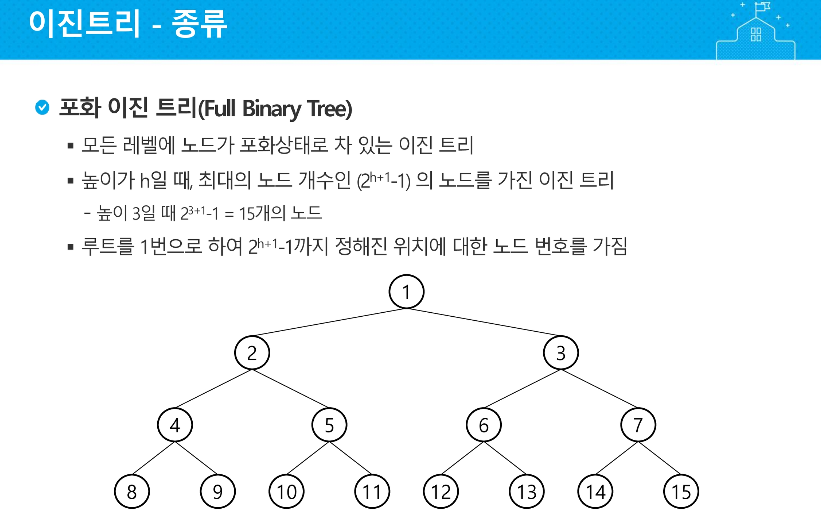 이진트리 - 종류
포화 이진 트리(Full Binary Tree)
▪ 모든 레벨에 노드가 포화상태로 차 있는 이진 트리
▪ 높이가 h일 때, 최대의 노드 개수인 (2ʰ⁺¹-1) 의 노드를 가진 이진 트리
- 높이 3일 때 2³⁺¹-1 = 15개의 노드
▪ 루트를 1번으로 하여 2ʰ⁺¹-1까지 정해진 위치에 대한 노드 번호를 가짐
1
2 3
4 5 6 7
8 9 10 11 12 13 14 15